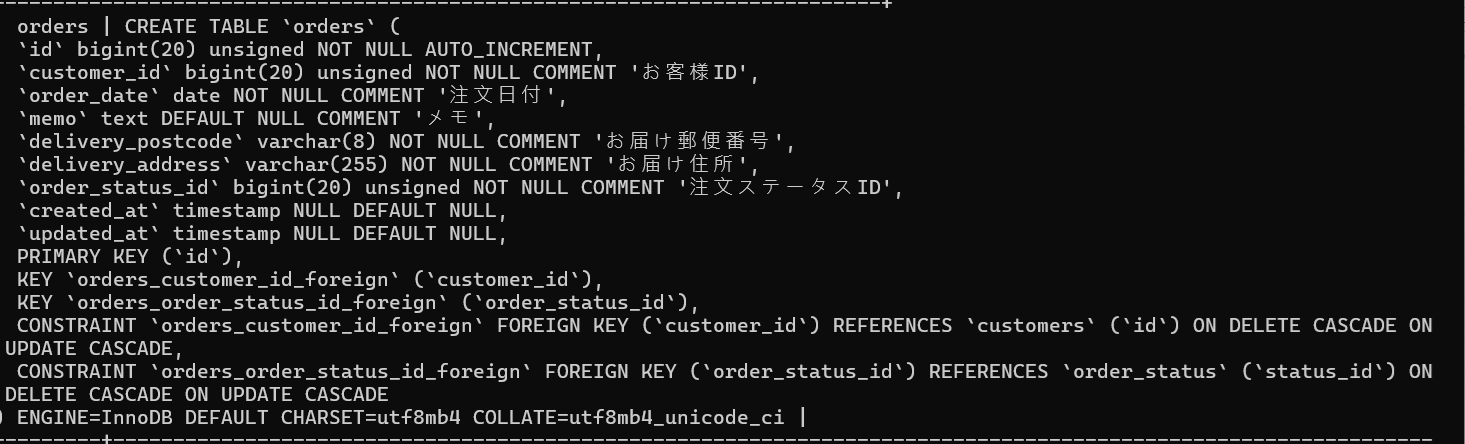 orders | CREATE TABLE `orders` (
`id` bigint(20) unsigned NOT NULL AUTO_INCREMENT,
`customer_id` bigint(20) unsigned NOT NULL COMMENT 'お客様ID',
`order_date` date NOT NULL COMMENT '注文日付',
`memo` text DEFAULT NULL COMMENT 'メモ',
`delivery_postcode` varchar(8) NOT NULL COMMENT 'お届け郵便番号',
`delivery_address` varchar(255) NOT NULL COMMENT 'お届け住所',
`order_status_id` bigint(20) unsigned NOT NULL COMMENT '注文ステータスID',
`created_at` timestamp NULL DEFAULT NULL,
`updated_at` timestamp NULL DEFAULT NULL,
PRIMARY KEY (`id`),
KEY `orders_customer_id_foreign` (`customer_id`),
KEY `orders_order_status_id_foreign` (`order_status_id`),
CONSTRAINT `orders_customer_id_foreign` FOREIGN KEY (`customer_id`) REFERENCES `customers` (`id`) ON DELETE CASCADE ON
UPDATE CASCADE,
CONSTRAINT `orders_order_status_id_foreign` FOREIGN KEY (`order_status_id`) REFERENCES `order_status` (`status_id`) ON
DELETE CASCADE ON UPDATE CASCADE
) ENGINE=InnoDB DEFAULT CHARSET=utf8mb4 COLLATE=utf8mb4_unicode_ci |